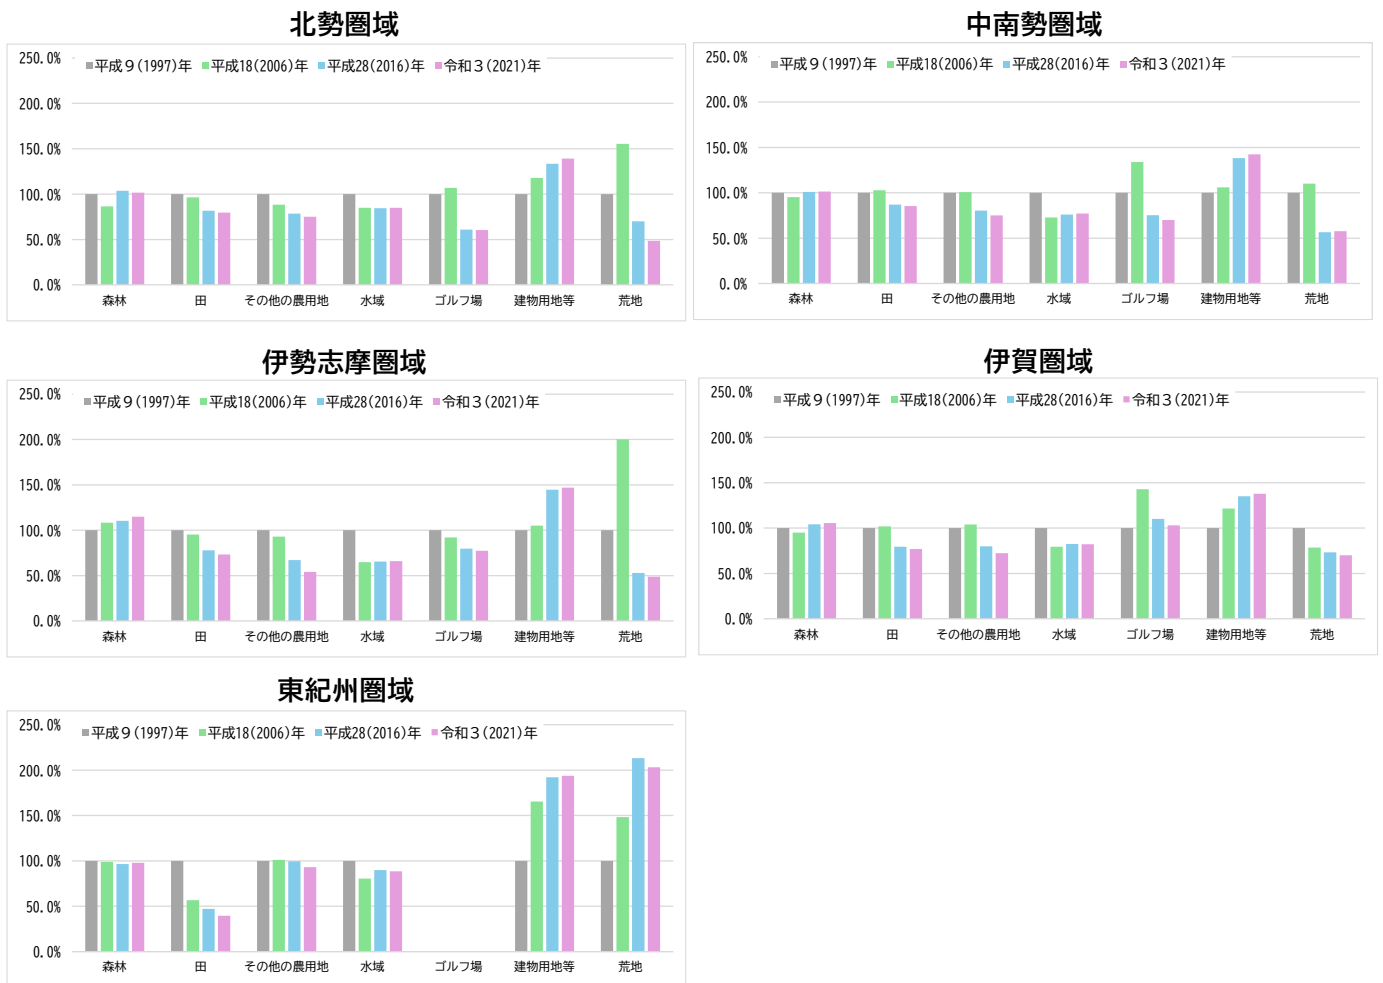 北勢圏域
250.0%
200.0%
150.0%
100.0%
50.0%
0.0%
平成９(1997)年 平成18(2006)年 平成28(2016)年 令和３(2021)年
森林 田 その他の農用地 水域 ゴルフ場 建物用地等 荒地
中南勢圏域
250.0%
200.0%
150.0%
100.0%
50.0%
0.0%
平成９(1997)年 平成18(2006)年 平成28(2016)年 令和３(2021)年
森林 田 その他の農用地 水域 ゴルフ場 建物用地等 荒地
伊勢志摩圏域
250.0%
200.0%
150.0%
100.0%
50.0%
0.0%
平成９(1997)年 平成18(2006)年 平成28(2016)年 令和３(2021)年
森林 田 その他の農用地 水域 ゴルフ場 建物用地等 荒地
伊賀圏域
250.0%
200.0%
150.0%
100.0%
50.0%
0.0%
平成９(1997)年 平成18(2006)年 平成28(2016)年 令和３(2021)年
森林 田 その他の農用地 水域 ゴルフ場 建物用地等 荒地
東紀州圏域
250.0%
200.0%
150.0%
100.0%
50.0%
0.0%
平成９(1997)年 平成18(2006)年 平成28(2016)年 令和３(2021)年
森林 田 その他の農用地 水域 ゴルフ場 建物用地等 荒地